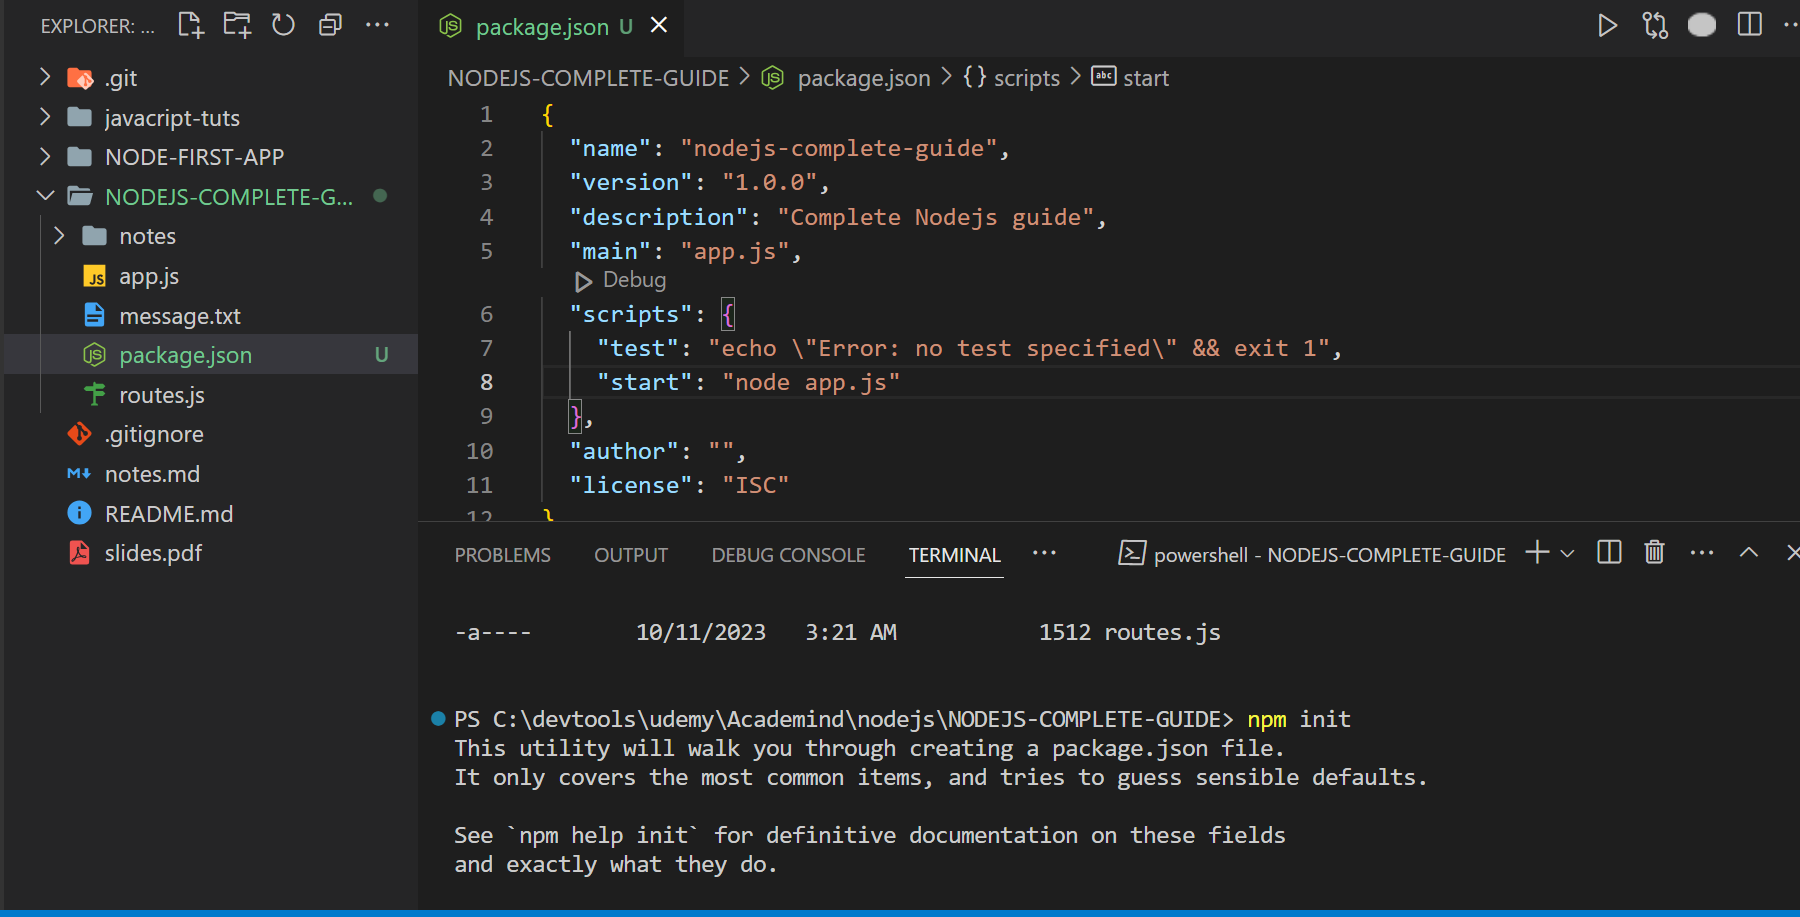 EXPLORER: ...
.git
javacript-tuts
NODE-FIRST-APP
NODEJS-COMPLETE-G...
notes
app.js
message.txt
package.json U
routes.js
.gitignore
notes.md
README.md
slides.pdf
package.json U
NODEJS-COMPLETE-GUIDE > package.json > {} scripts > abc start
1 {
2 "name": "nodejs-complete-guide",
3 "version": "1.0.0",
4 "description": "Complete Nodejs guide",
5 "main": "app.js",
Debug
6 "scripts": {
7 "test": "echo \"Error: no test specified\" && exit 1",
8 "start": "node app.js"
9 },
10 "author": "",
11 "license": "ISC"
12 }
PROBLEMS OUTPUT DEBUG CONSOLE TERMINAL ... powershell - NODEJS-COMPLETE-GUIDE
-a---- 10/11/2023 3:21 AM 1512 routes.js
PS C:\devtools\udemy\Academind\nodejs\NODEJS-COMPLETE-GUIDE> npm init
This utility will walk you through creating a package.json file.
It only covers the most common items, and tries to guess sensible defaults.
See `npm help init` for definitive documentation on these fields
and exactly what they do.